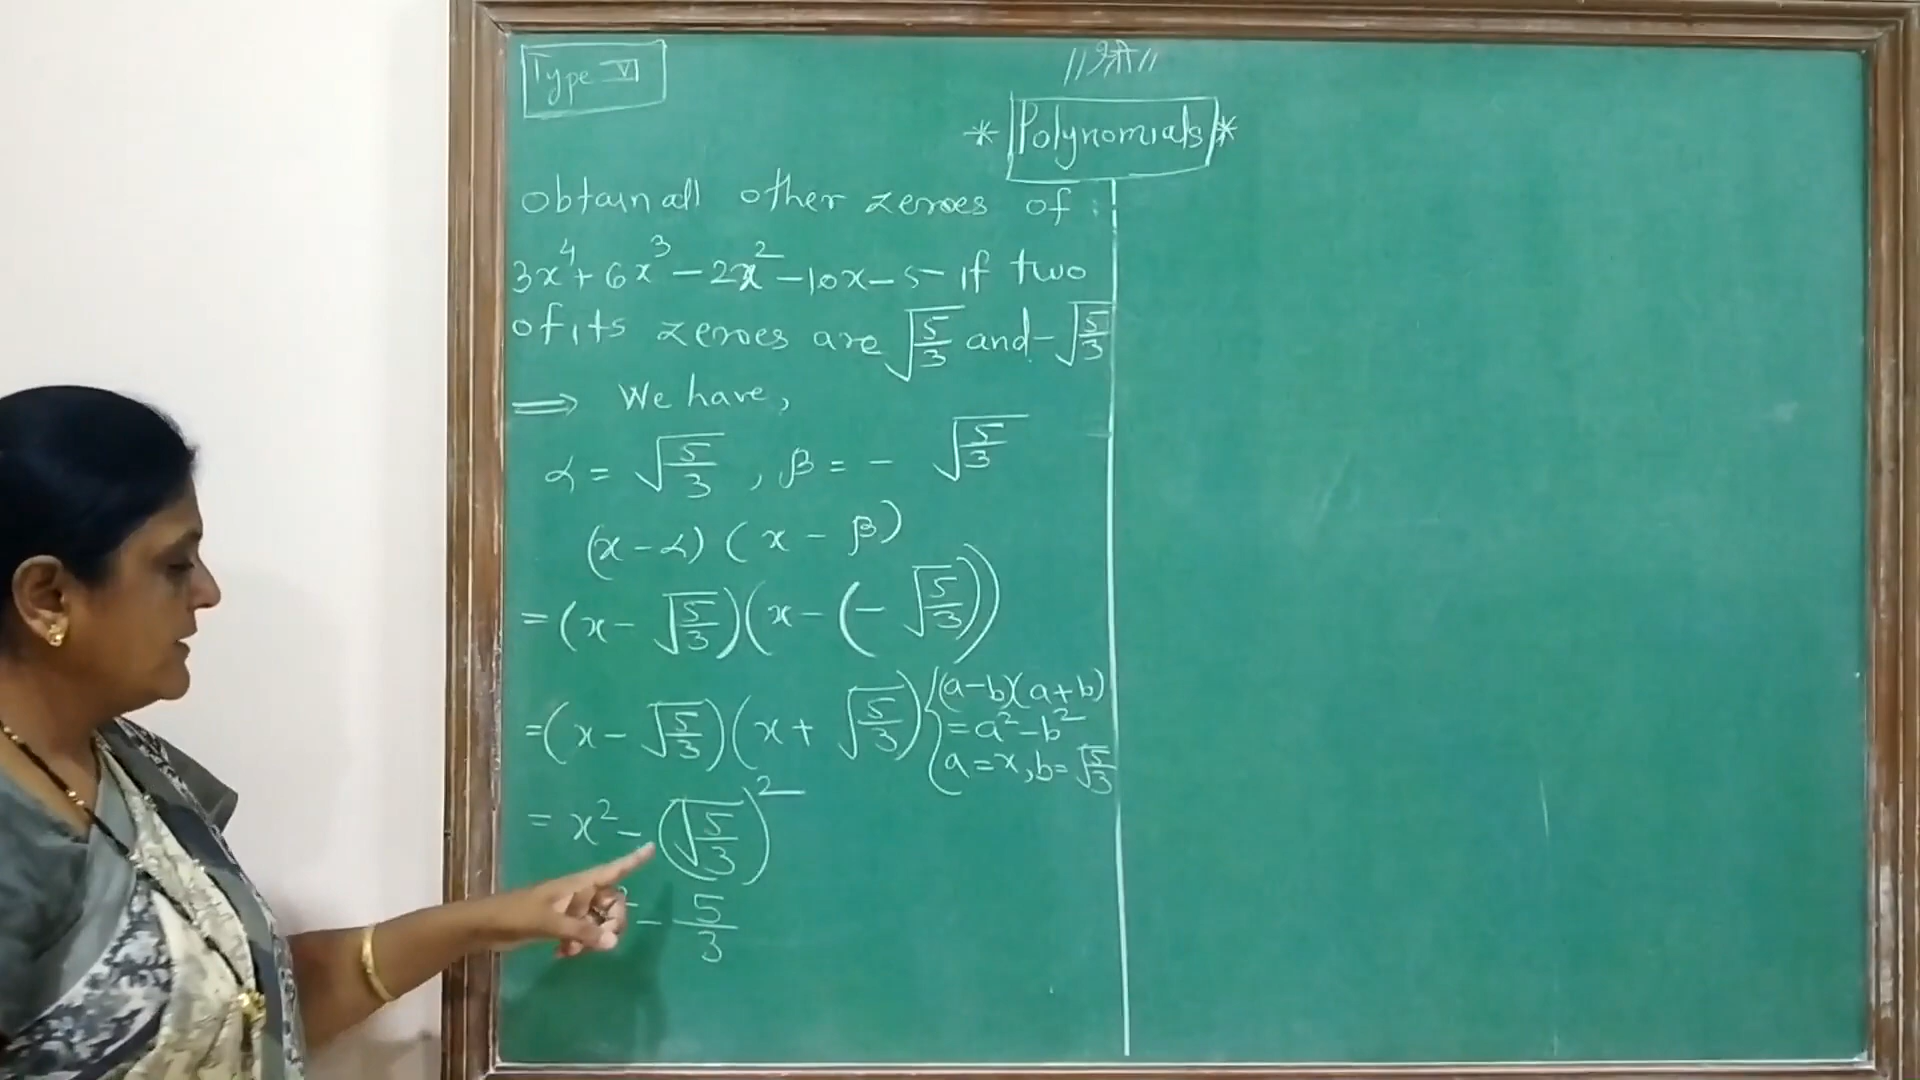 Type VI
//श्री//
* Polynomials *
obtain all other zeroes of :
3x⁴ + 6x³ - 2x² - 10x - 5 if two
of its zeroes are √5/3 and -√5/3
⟹ We have,
α = √5/3 , β = - √5/3
(x - α) ( x - β)
= (x - √5/3) (x - (- √5/3))
= (x - √5/3) (x + √5/3) { (a-b)(a+b)
= a² - b²
a = x, b = √5/3
= x² - (√5/3)²
² - 5/3